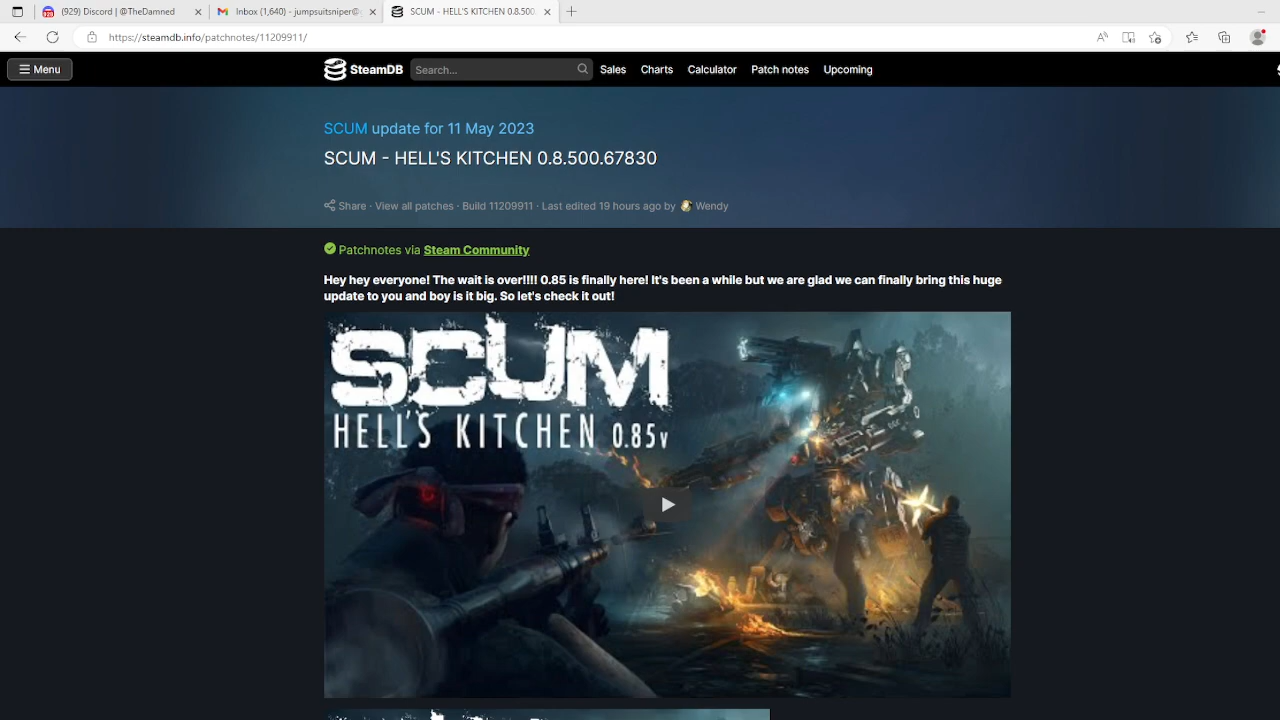 (929) Discord | @TheDamned
Inbox (1,640) - jumpsuitsniper@
SCUM - HELL'S KITCHEN 0.8.500.
https://steamdb.info/patchnotes/11209911/
Menu
SteamDB
Search...
Sales
Charts
Calculator
Patch notes
Upcoming
SCUM update for 11 May 2023
SCUM - HELL'S KITCHEN 0.8.500.67830
Share · View all patches · Build 11209911 · Last edited 19 hours ago by Wendy
Patchnotes via Steam Community
Hey hey everyone! The wait is over!!!! 0.85 is finally here! It's been a while but we are glad we can finally bring this huge
update to you and boy is it big. So let's check it out!
SCUM
HELL'S KITCHEN 0.85v